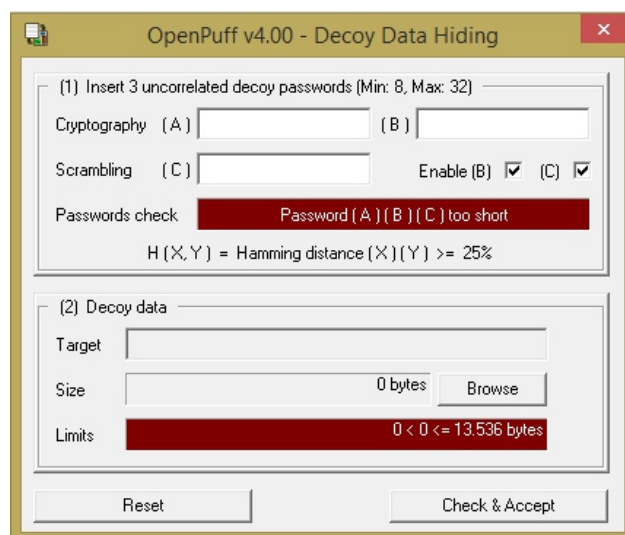 OpenPuff v4.00 - Decoy Data Hiding
(1) Insert 3 uncorrelated decoy passwords (Min: 8, Max: 32)
Cryptography (A) (B)
Scrambling (C) Enable (B) (C)
Passwords check Password (A) (B) (C) too short
H (X,Y) = Hamming distance (X) (Y) >= 25%
(2) Decoy data
Target
Size 0 bytes Browse
Limits 0 < 0 <= 13.536 bytes
Reset Check & Accept